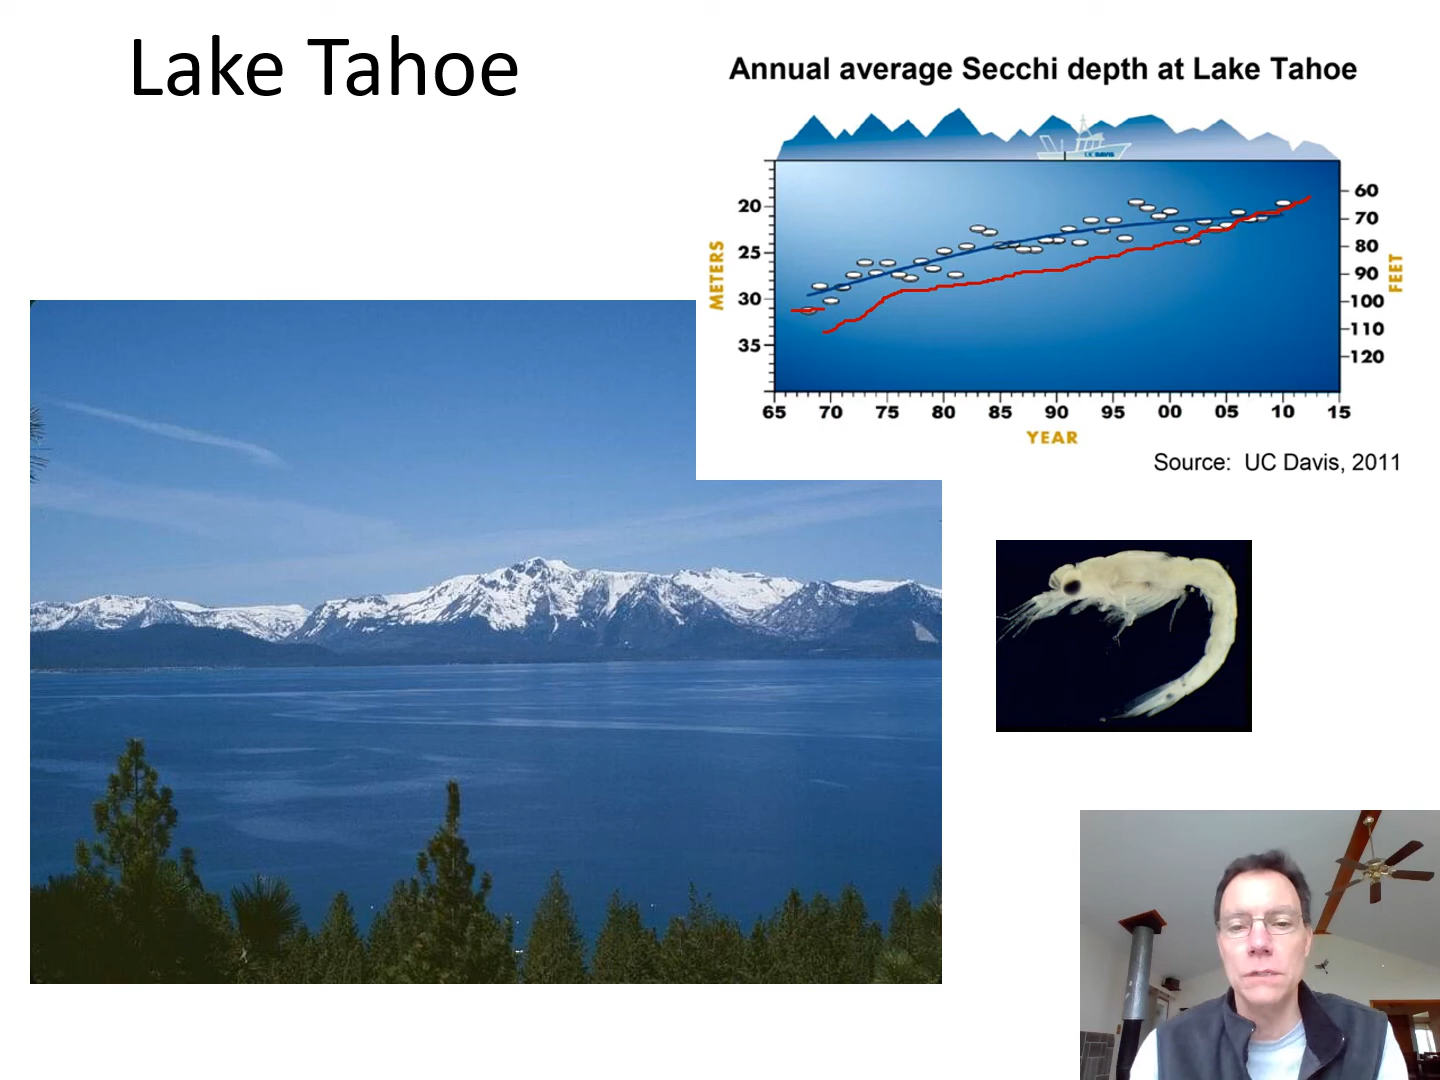 Lake Tahoe
Annual average Secchi depth at Lake Tahoe
U.C. DAVIS
METERS
20
25
30
35
60
70
80
90
100
110
120
FEET
65 70 75 80 85 90 95 00 05 10 15
YEAR
Source: UC Davis, 2011